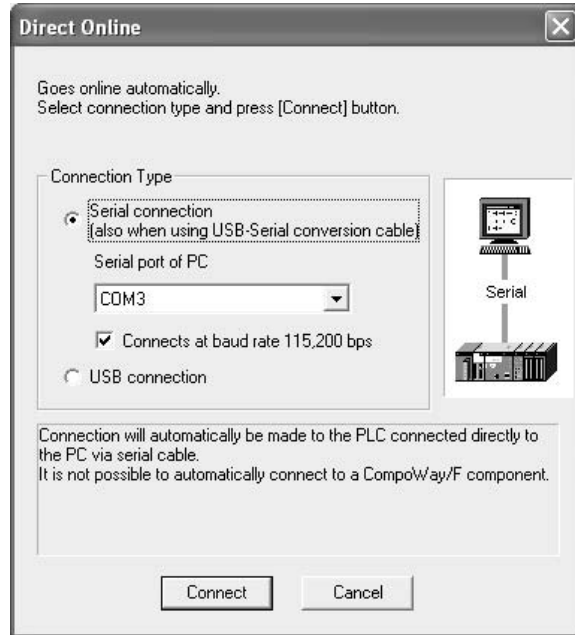 Direct Online
Goes online automatically.
Select connection type and press [Connect] button.
Connection Type
Serial connection
(also when using USB-Serial conversion cable)
Serial port of PC
COM3
Connects at baud rate 115,200 bps
USB connection
Serial
Connection will automatically be made to the PLC connected directly to
the PC via serial cable.
It is not possible to automatically connect to a CompoWay/F component.
Connect
Cancel